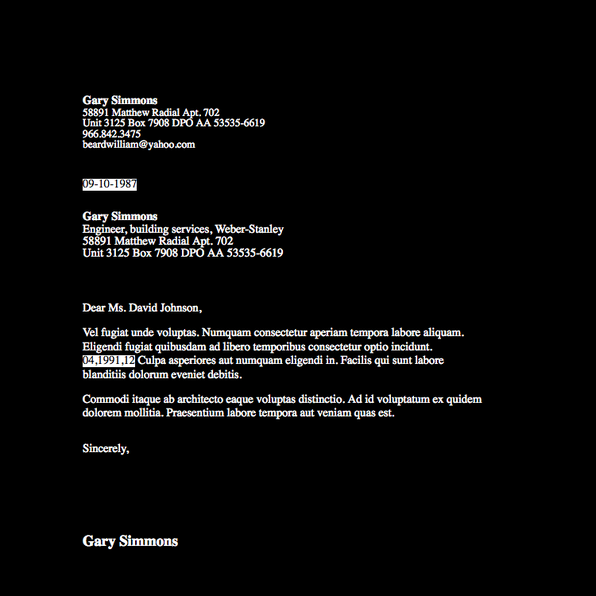 Gary Simmons
58891 Matthew Radial Apt. 702
Unit 3125 Box 7908 DPO AA 53535-6619
966.842.3475
beardwilliam@yahoo.com
09-10-1987
Gary Simmons
Engineer, building services, Weber-Stanley
58891 Matthew Radial Apt. 702
Unit 3125 Box 7908 DPO AA 53535-6619
Dear Ms. David Johnson,
Vel fugiat unde voluptas. Numquam consectetur aperiam tempora labore aliquam.
Eligendi fugiat quibusdam ad libero temporibus consectetur optio incidunt.
04,1991,12 Culpa asperiores aut numquam eligendi in. Facilis qui sunt labore
blanditiis dolorum eveniet debitis.
Commodi itaque ab architecto eaque voluptas distinctio. Ad id voluptatum ex quidem
dolorem mollitia. Praesentium labore tempora aut veniam quas est.
Sincerely,
Gary Simmons